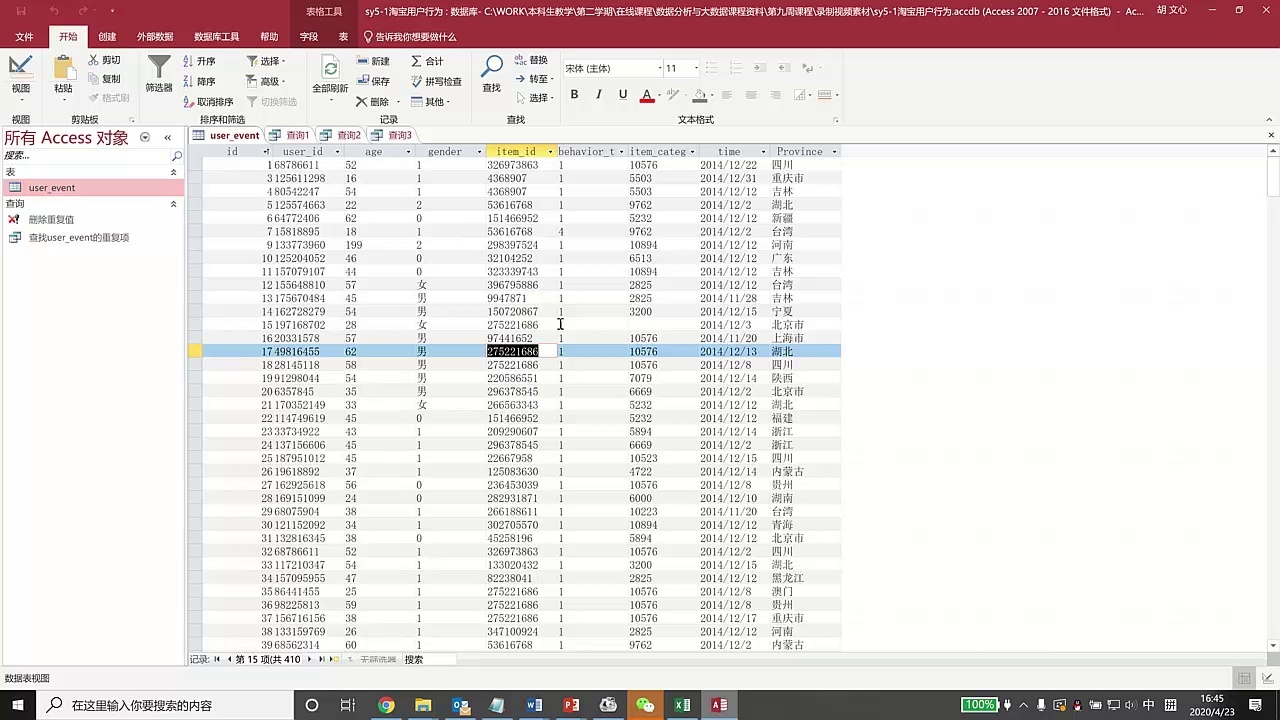 表格工具
sy5-1淘宝用户行为 : 数据库- C:\WORK\本科生教学\第二学期\在线课程\数据分析与大数据课程资料\第九周课程\录制视频素材\sy5-1淘宝用户行为.accdb (Access 2007 - 2016 文件格式) - Ac...
胡 文心
文件 开始 创建 外部数据 数据库工具 帮助 字段 表 告诉我你想要做什么
视图 粘贴 剪切 复制 格式刷
筛选器 升序 降序 取消排序 选择 高级 切换筛选
全部刷新 新建 保存 删除 合计 拼写检查 其他
查找 替换 转至 选择
宋体 (主体) 11
B I U A
视图 剪贴板 排序和筛选 记录 查找 文本格式
所有 Access 对象
搜索...
表
user_event
查询
删除重复值
查找user_event的重复项
user_event 查询1 查询2 查询3
id user_id age gender item_id behavior_t item_categ time Province
1 68786611 52 1 326973863 1 10576 2014/12/22 四川
3 125611298 16 1 4368907 1 5503 2014/12/31 重庆市
4 80542247 54 1 4368907 1 5503 2014/12/12 吉林
5 125574663 22 2 53616768 1 9762 2014/12/2 湖北
6 64772406 62 0 151466952 1 5232 2014/12/12 新疆
7 15818895 18 1 53616768 4 9762 2014/12/2 台湾
9 133773960 199 2 298397524 1 10894 2014/12/12 河南
10 125204052 46 0 32104252 1 6513 2014/12/12 广东
11 157079107 44 0 323339743 1 10894 2014/12/12 吉林
12 155648810 57 女 396795886 1 2825 2014/12/12 台湾
13 175670484 45 男 9947871 1 2825 2014/11/28 吉林
14 162728279 54 男 150720867 1 3200 2014/12/15 宁夏
15 197168702 28 女 275221686 2014/12/3 北京市
16 20331578 57 男 97441652 1 10576 2014/11/20 上海市
17 49816455 62 男 275221686 1 10576 2014/12/13 湖北
18 28145118 58 男 275221686 1 10576 2014/12/8 四川
19 91298044 54 男 220586551 1 7079 2014/12/14 陕西
20 6357845 35 男 296378545 1 6669 2014/12/2 北京市
21 170352149 33 女 266563343 1 5232 2014/12/12 湖北
22 114749619 45 0 151466952 1 5232 2014/12/12 福建
23 33734922 43 1 209290607 1 5894 2014/12/14 浙江
24 137156606 45 1 296378545 1 6669 2014/12/2 浙江
25 187951012 45 1 22667958 1 10523 2014/12/15 四川
26 19618892 37 1 125083630 1 4722 2014/12/14 内蒙古
27 162925618 56 0 236453039 1 10576 2014/12/8 贵州
28 169151099 24 0 282931871 1 6000 2014/12/10 湖南
29 68075904 38 1 266188611 1 10223 2014/11/20 台湾
30 121152092 34 1 302705570 1 10894 2014/12/12 青海
31 132816345 38 0 45258196 1 5894 2014/12/12 北京市
32 68786611 52 1 326973863 1 10576 2014/12/2 四川
33 117210347 54 1 133020432 1 3200 2014/12/15 湖北
34 157095955 47 1 82238041 1 2825 2014/12/12 黑龙江
35 86441455 25 1 275221686 1 10576 2014/12/8 澳门
36 98225813 59 1 275221686 1 10576 2014/12/8 贵州
37 156716156 38 1 275221686 1 10576 2014/12/17 重庆市
38 133159769 26 1 347100924 1 2825 2014/12/12 河南
39 68562314 60 1 53616768 1 9762 2014/12/2 内蒙古
记录: 第 15 项(共 410 无筛选器 搜索
数据表视图
在这里输入你要搜索的内容
100%
中
拼
16:45
2020/4/23